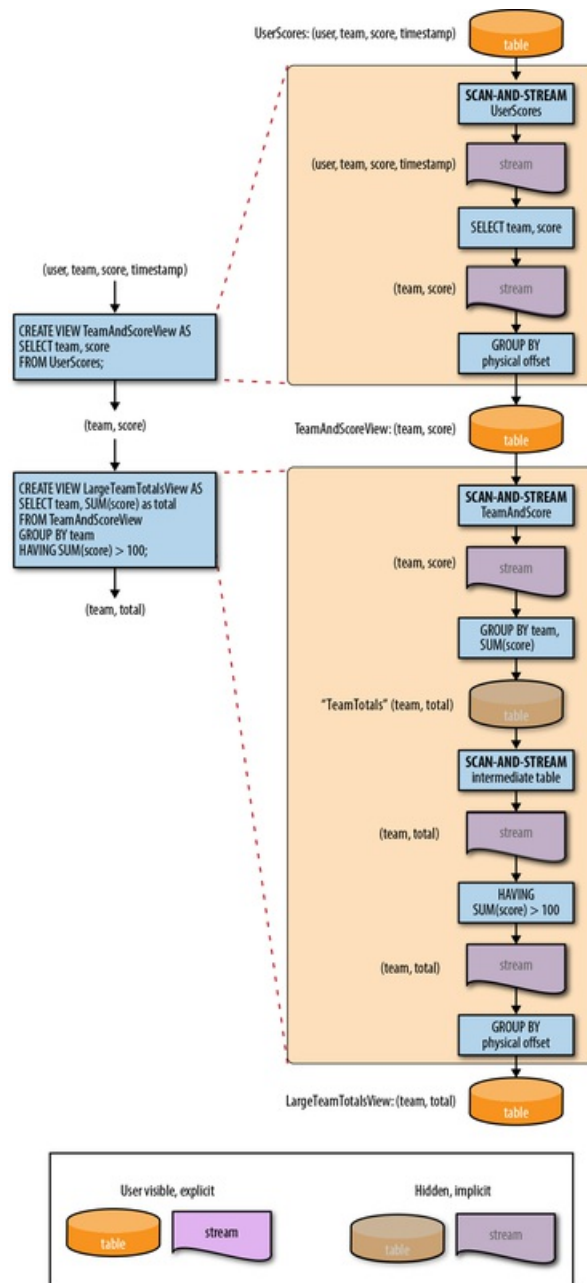 UserScores: (user, team, score, timestamp)
table
SCAN-AND-STREAM
UserScores
(user, team, score, timestamp)
stream
SELECT team, score
(team, score)
stream
GROUP BY
physical offset
(user, team, score, timestamp)
CREATE VIEW TeamAndScoreView AS
SELECT team, score
FROM UserScores;
(team, score)
TeamAndScoreView: (team, score)
table
CREATE VIEW LargeTeamTotalsView AS
SELECT team, SUM(score) as total
FROM TeamAndScoreView
GROUP BY team
HAVING SUM(score) > 100;
(team, total)
SCAN-AND-STREAM
TeamAndScore
(team, score)
stream
GROUP BY team,
SUM(score)
"TeamTotals" (team, total)
table
SCAN-AND-STREAM
intermediate table
(team, total)
stream
HAVING
SUM(score) > 100
(team, total)
stream
GROUP BY
physical offset
LargeTeamTotalsView: (team, total)
table
User visible, explicit
table
stream
Hidden, implicit
table
stream